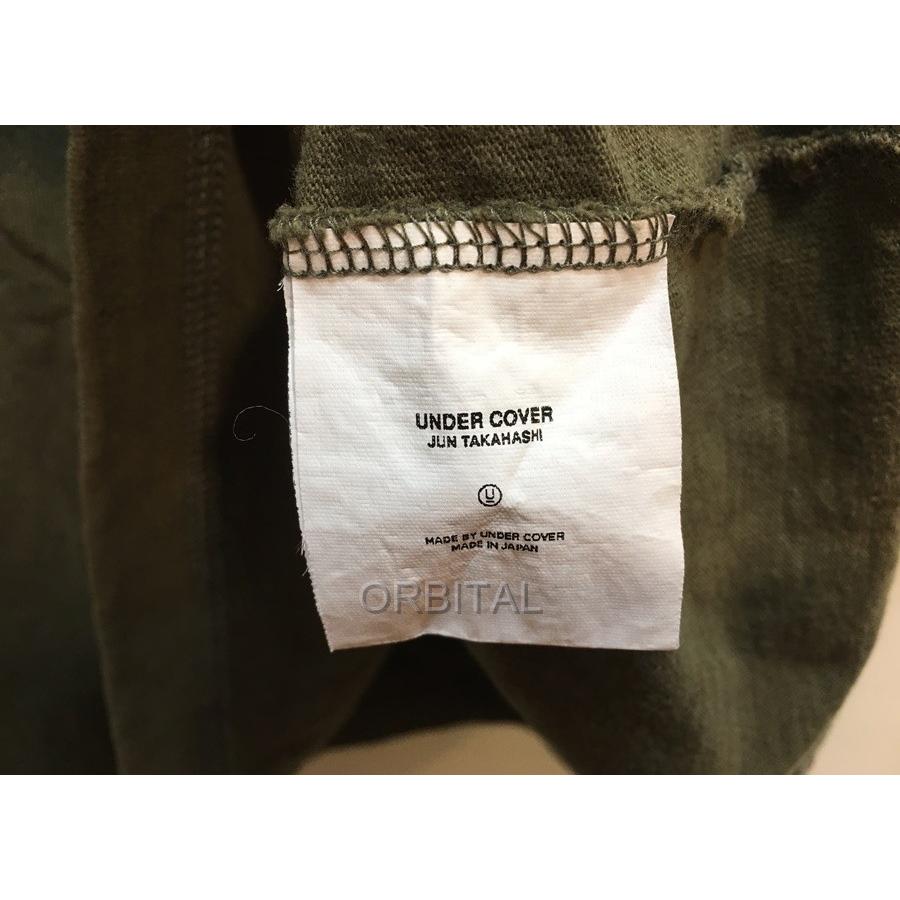 UNDER COVER
JUN TAKAHASHI
U
MADE BY UNDER COVER
MADE IN JAPAN
ORBITAL